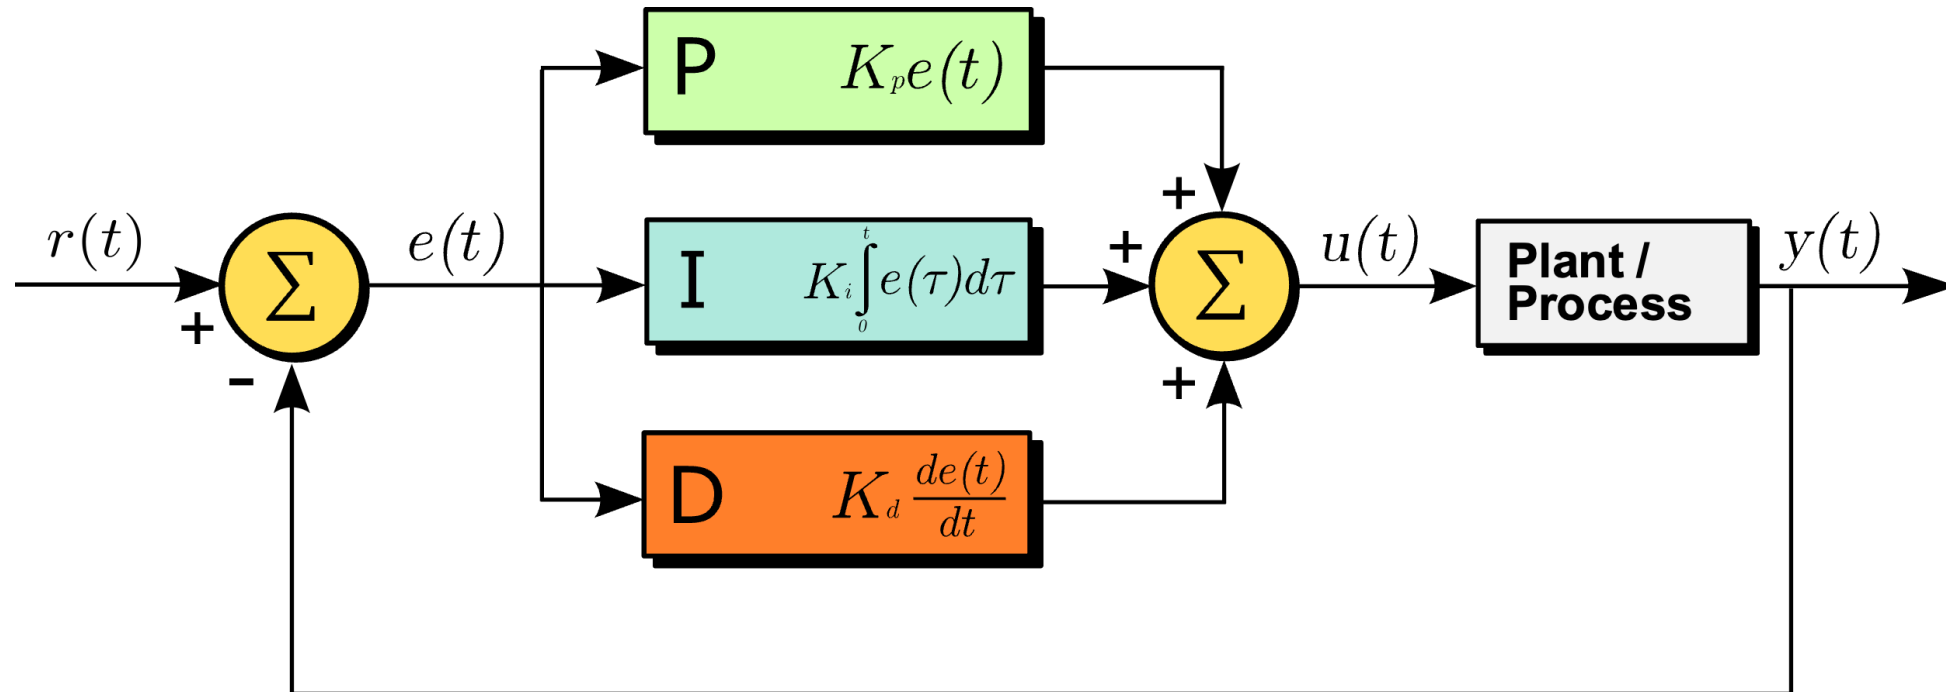 P K_p e(t)
r(t)
+
-
Σ
e(t)
I K_i ∫_0^t e(τ)dτ
D K_d de(t)/dt
+
+
+
Σ
u(t)
Plant /
Process
y(t)